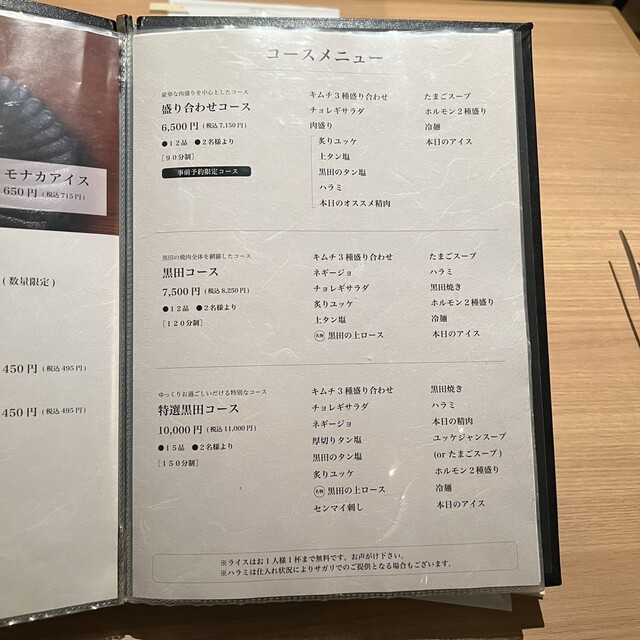 モナカアイス
650円 (税込 715円)
(数量限定)
450円 (税込 495円)
450円 (税込 495円)
コースメニュー
豪華な肉盛りを中心としたコース
盛り合わせコース
6,500円 (税込 7,150円)
●12品 ●2名様より
[90分制]
事前予約限定コース
キムチ3種盛り合わせ
チョレギサラダ
肉盛り
炙りユッケ
上タン塩
黒田のタン塩
ハラミ
本日のオススメ精肉
たまごスープ
ホルモン2種盛り
冷麺
本日のアイス
黒田の焼肉全体を網羅したコース
黒田コース
7,500円 (税込 8,250円)
●12品 ●2名様より
[120分制]
キムチ3種盛り合わせ
ネギージョ
チョレギサラダ
炙りユッケ
上タン塩
名物 黒田の上ロース
たまごスープ
ハラミ
黒田焼き
ホルモン2種盛り
冷麺
本日のアイス
ゆっくりお過ごしいただける特別なコース
特選黒田コース
10,000円 (税込 11,000円)
●15品 ●2名様より
[150分制]
キムチ3種盛り合わせ
チョレギサラダ
ネギージョ
厚切りタン塩
黒田のタン塩
炙りユッケ
名物 黒田の上ロース
センマイ刺し
黒田焼き
ハラミ
本日の精肉
ユッケジャンスープ
(or たまごスープ)
ホルモン2種盛り
冷麺
本日のアイス
※ライスはお1人様1杯まで無料です。お声がけ下さい。
※ハラミは仕入れ状況によりサガリでのご提供となる場合もございます。